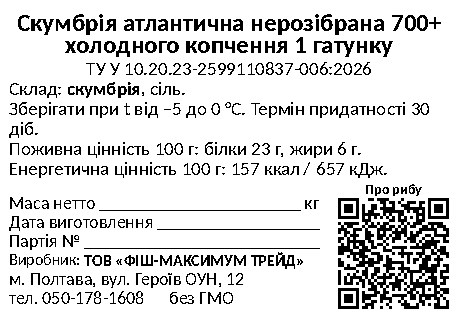 Скумбрія атлантична нерозібрана 700+
холодного копчення 1 ґатунку
ТУ У 10.20.23-2599110837-006:2026
Склад: скумбрія, сіль.
Зберігати при t від –5 до 0 °С. Термін придатності 30
діб.
Поживна цінність 100 г: білки 23 г, жири 6 г.
Енергетична цінність 100 г: 157 ккал / 657 кДж.
Про рибу
Маса нетто ____________________ кг
Дата виготовлення ________________
Партія № ________________________
Виробник: ТОВ «ФІШ-МАКСИМУМ ТРЕЙД»
м. Полтава, вул. Героїв ОУН, 12
тел. 050-178-1608 без ГМО